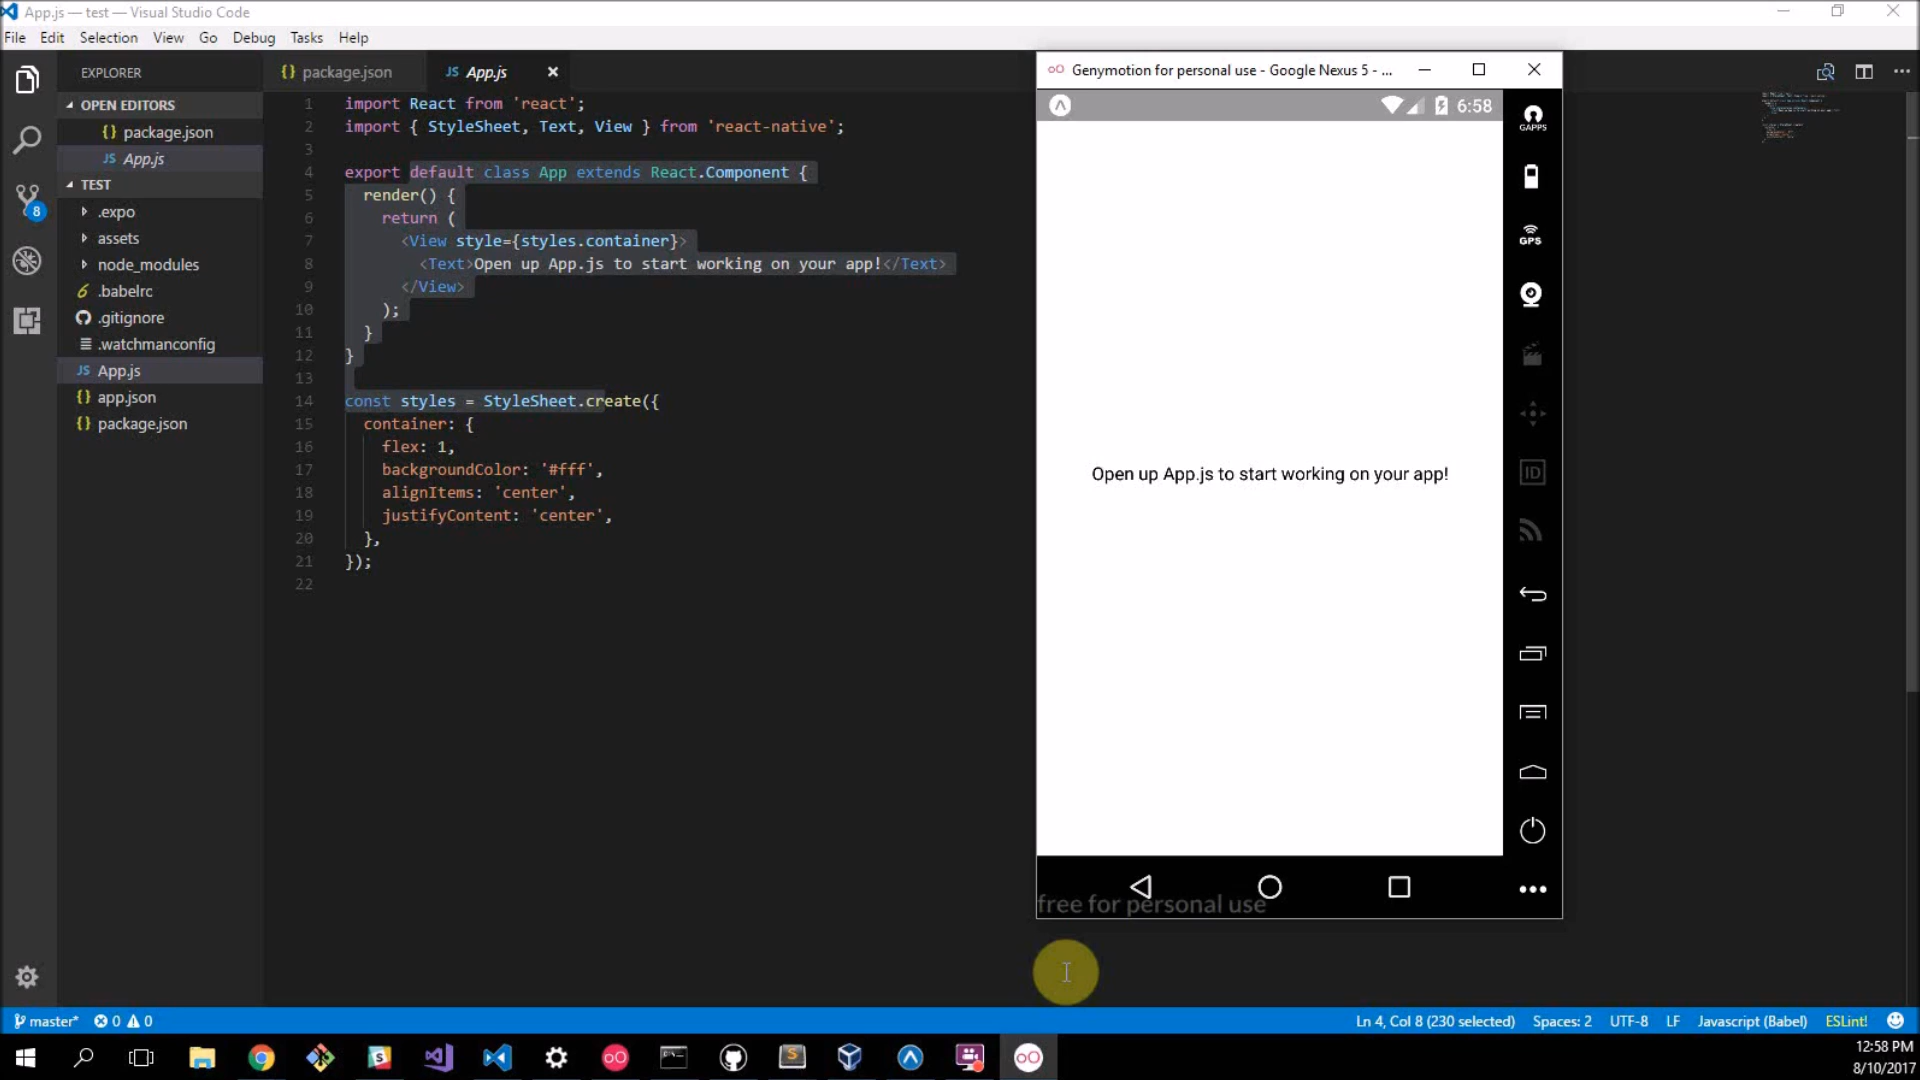 App.js — test — Visual Studio Code
File Edit Selection View Go Debug Tasks Help
EXPLORER
OPEN EDITORS
{} package.json
JS App.js
TEST
.expo
assets
node_modules
.babelrc
.gitignore
.watchmanconfig
JS App.js
{} app.json
{} package.json
8
{} package.json
JS App.js
1 import React from 'react';
2 import { StyleSheet, Text, View } from 'react-native';
3
4 export default class App extends React.Component {
5 render() {
6 return (
7 <View style={styles.container}>
8 <Text>Open up App.js to start working on your app!</Text>
9 </View>
10 );
11 }
12 }
13
14 const styles = StyleSheet.create({
15 container: {
16 flex: 1,
17 backgroundColor: '#fff',
18 alignItems: 'center',
19 justifyContent: 'center',
20 },
21 });
22
Genymotion for personal use - Google Nexus 5 - ...
6:58
Open up App.js to start working on your app!
GAPPS
GPS
ID
free for personal use
master* 0 0
Ln 4, Col 8 (230 selected) Spaces: 2 UTF-8 LF Javascript (Babel) ESLint!
12:58 PM
8/10/2017